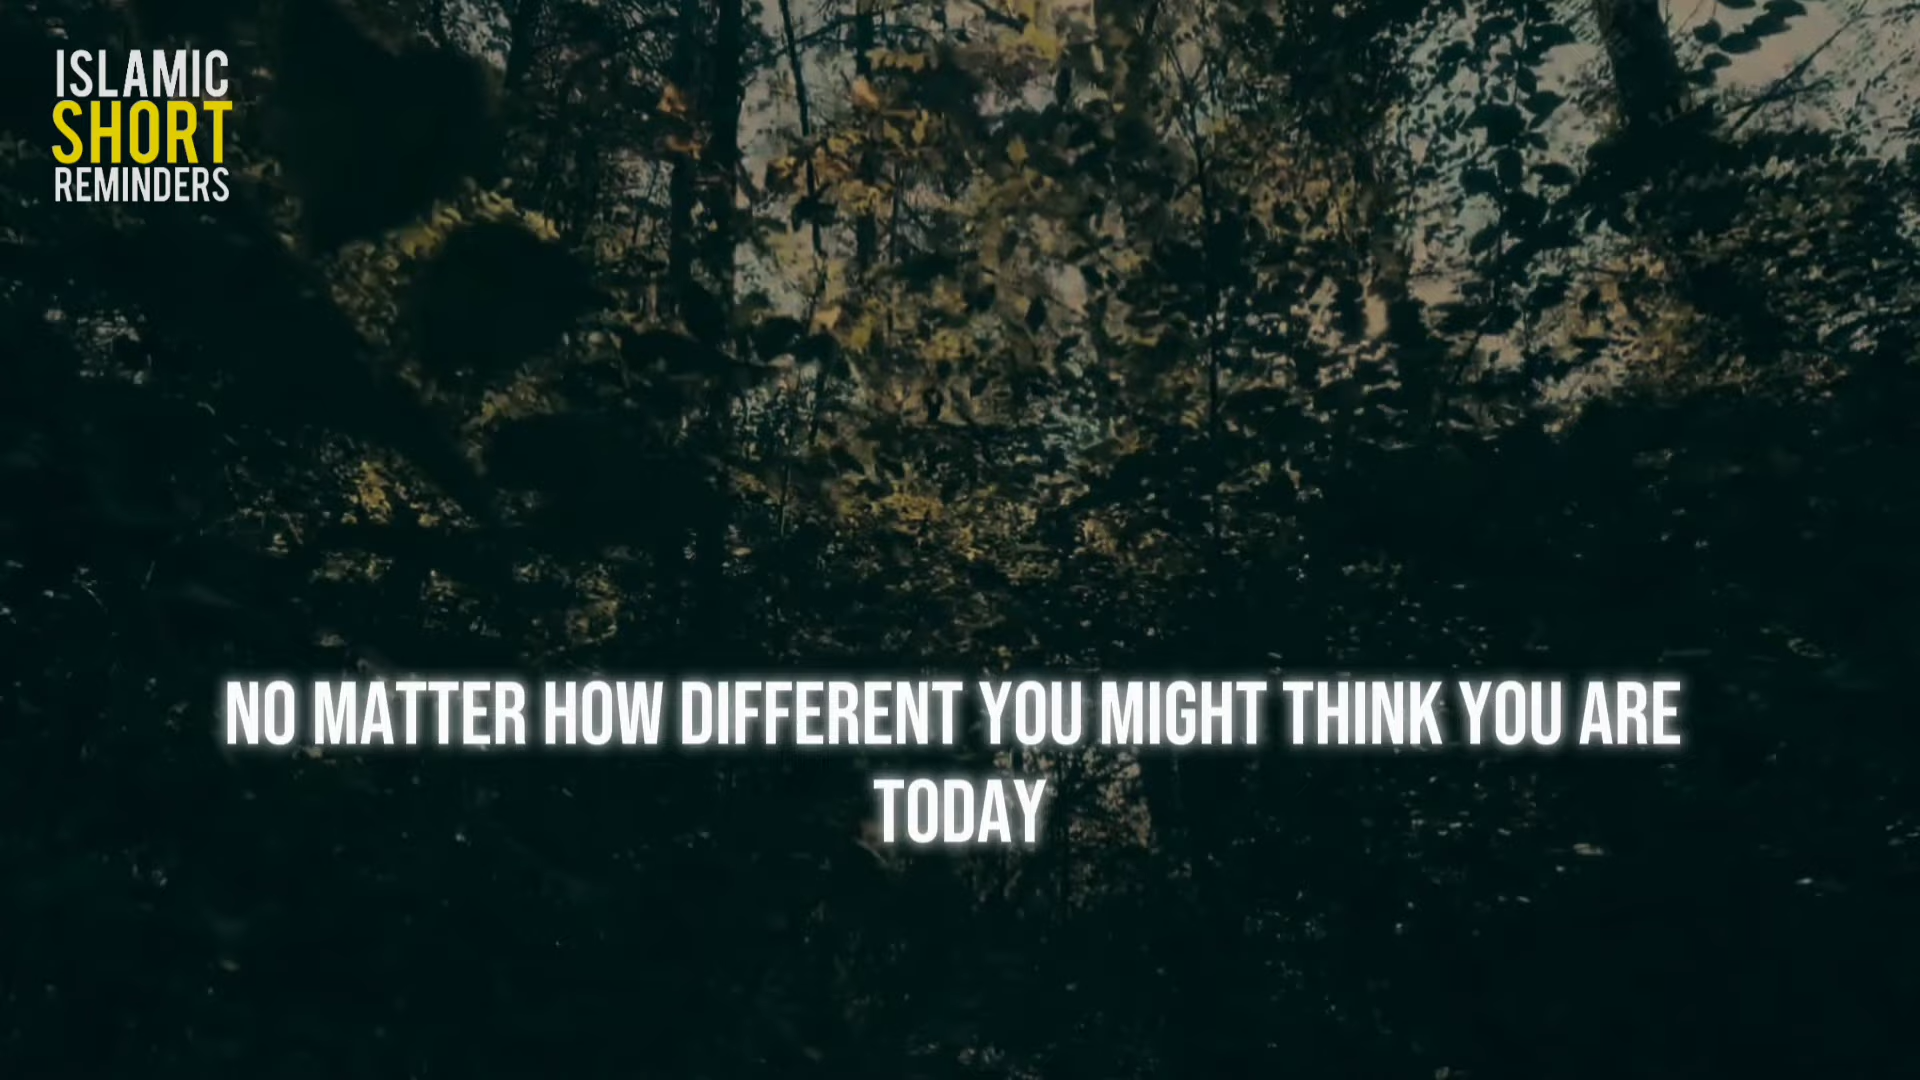 ISLAMIC
SHORT
REMINDERS
NO MATTER HOW DIFFERENT YOU MIGHT THINK YOU ARE
TODAY